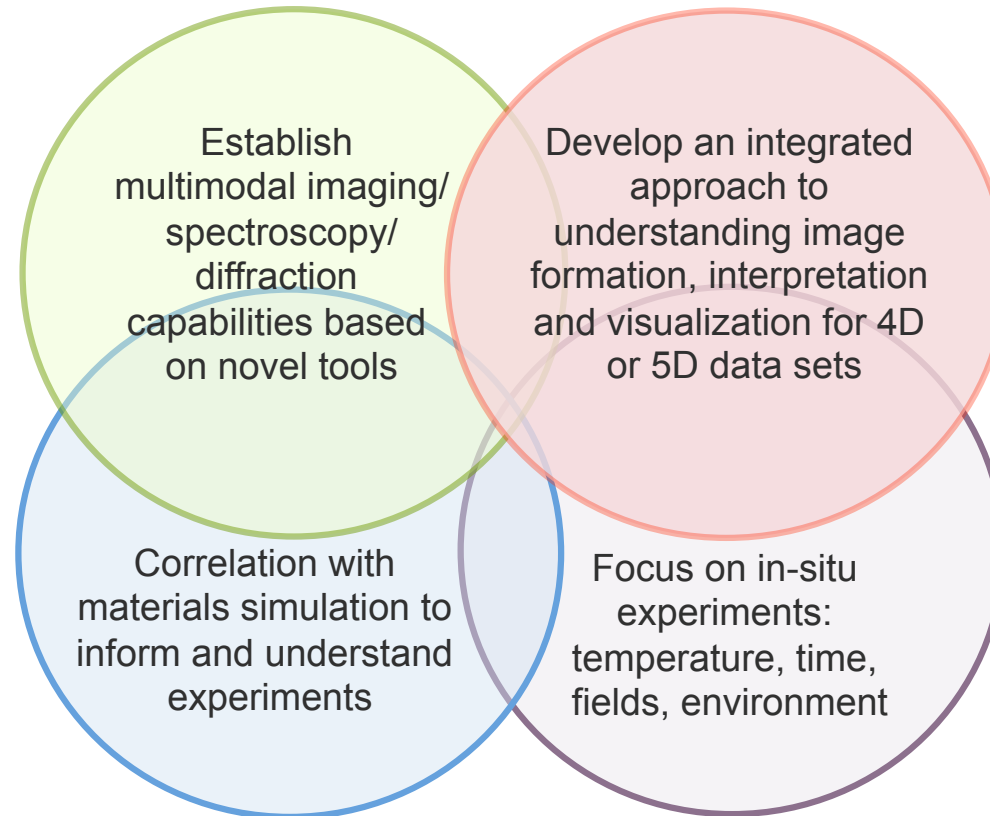 Establish
multimodal imaging/
spectroscopy/
diffraction
capabilities based
on novel tools
Develop an integrated
approach to
understanding image
formation, interpretation
and visualization for 4D
or 5D data sets
Correlation with
materials simulation to
inform and understand
experiments
Focus on in-situ
experiments:
temperature, time,
fields, environment